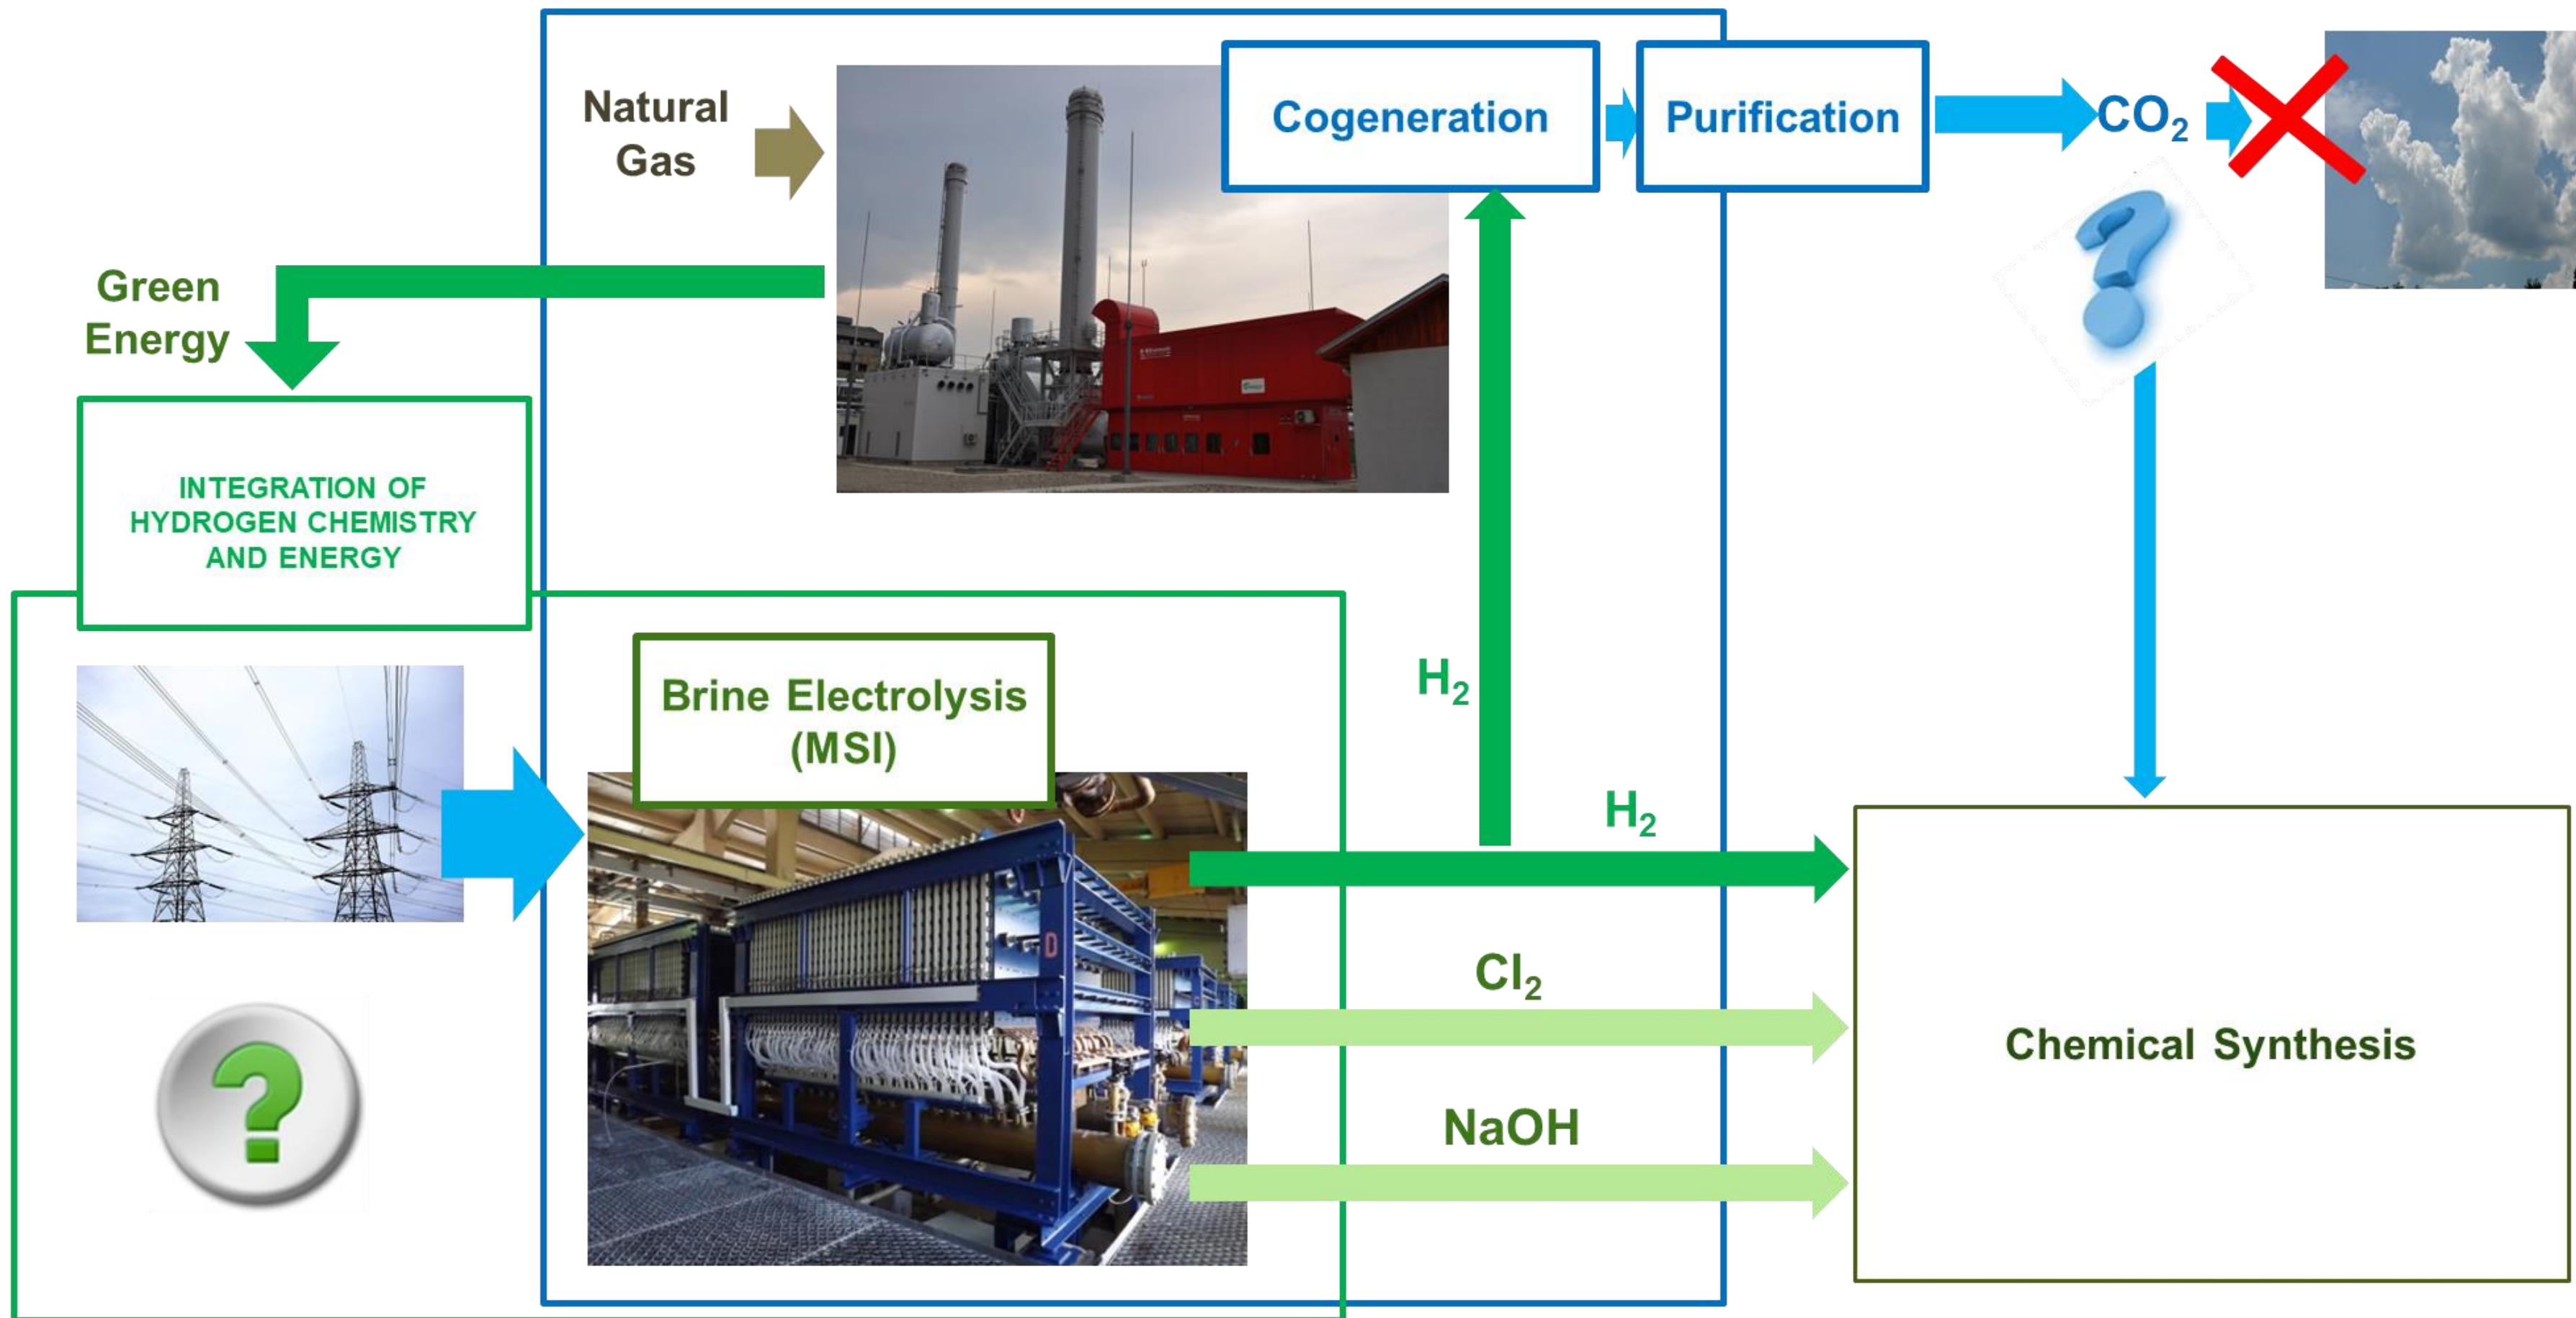 Natural
Gas
Cogeneration
Purification
CO₂
Green
Energy
INTEGRATION OF
HYDROGEN CHEMISTRY
AND ENERGY
Brine Electrolysis
(MSI)
H₂
H₂
Cl₂
NaOH
Chemical Synthesis
D